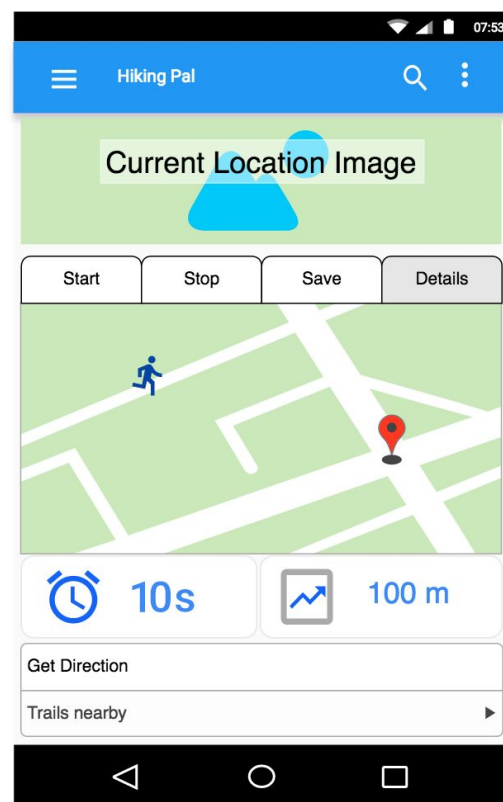 07:53
Hiking Pal
Current Location Image
Start Stop Save Details
10s 100 m
Get Direction
Trails nearby